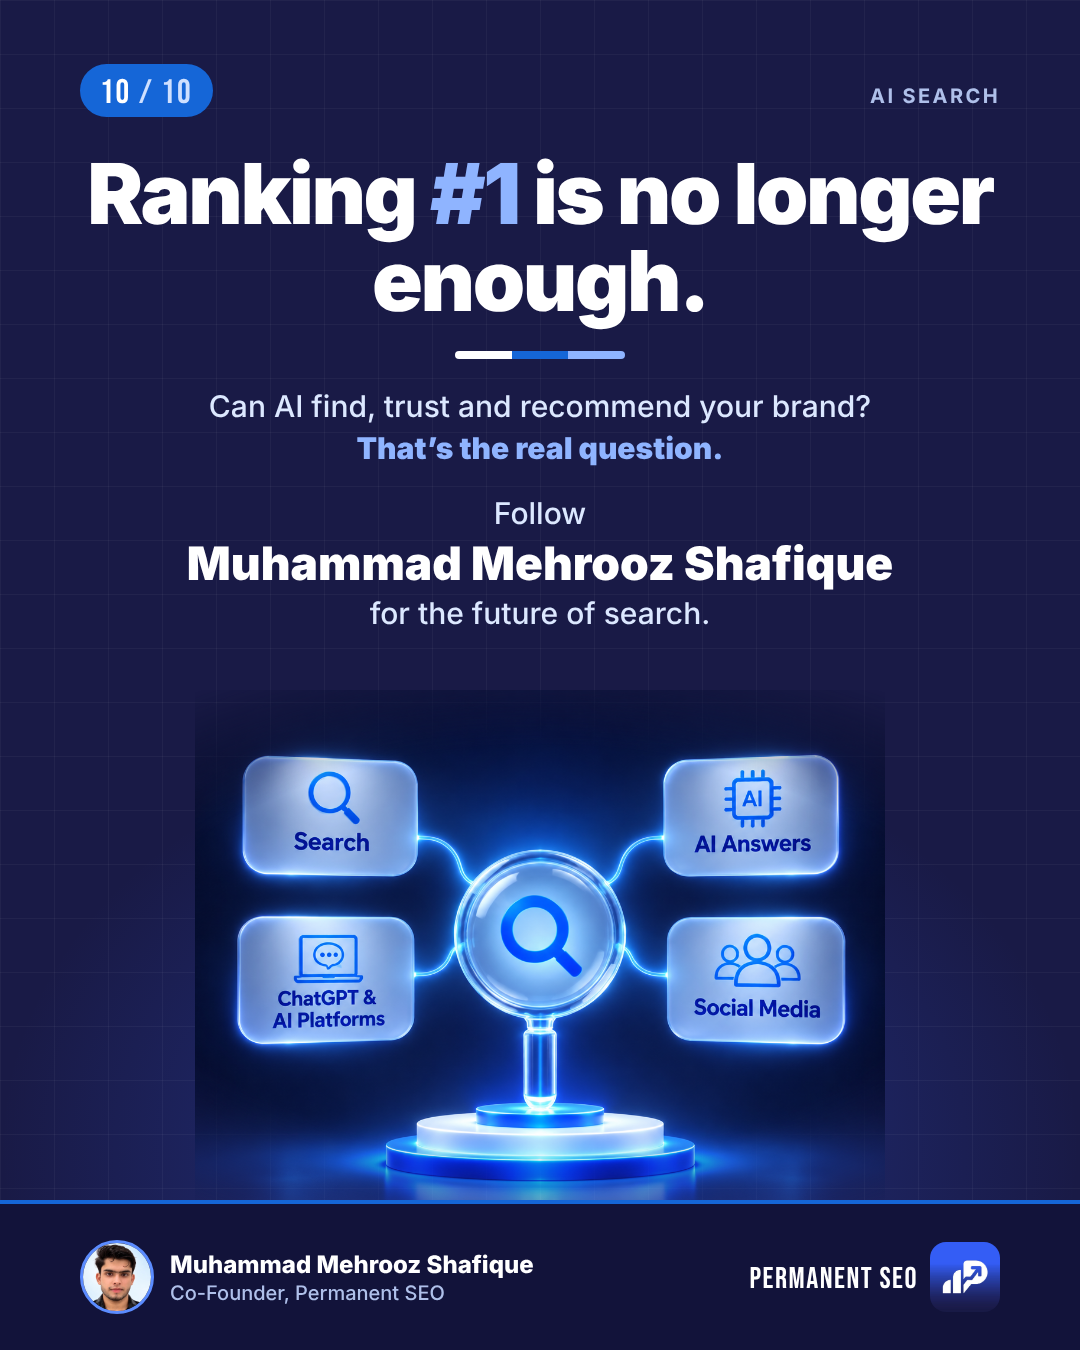 10 / 10
AI SEARCH
Ranking #1 is no longer
enough.
Can AI find, trust and recommend your brand?
That’s the real question.
Follow
Muhammad Mehrooz Shafique
for the future of search.
Search
AI
AI Answers
ChatGPT &
AI Platforms
Social Media
Muhammad Mehrooz Shafique
Co-Founder, Permanent SEO
PERMANENT SEO